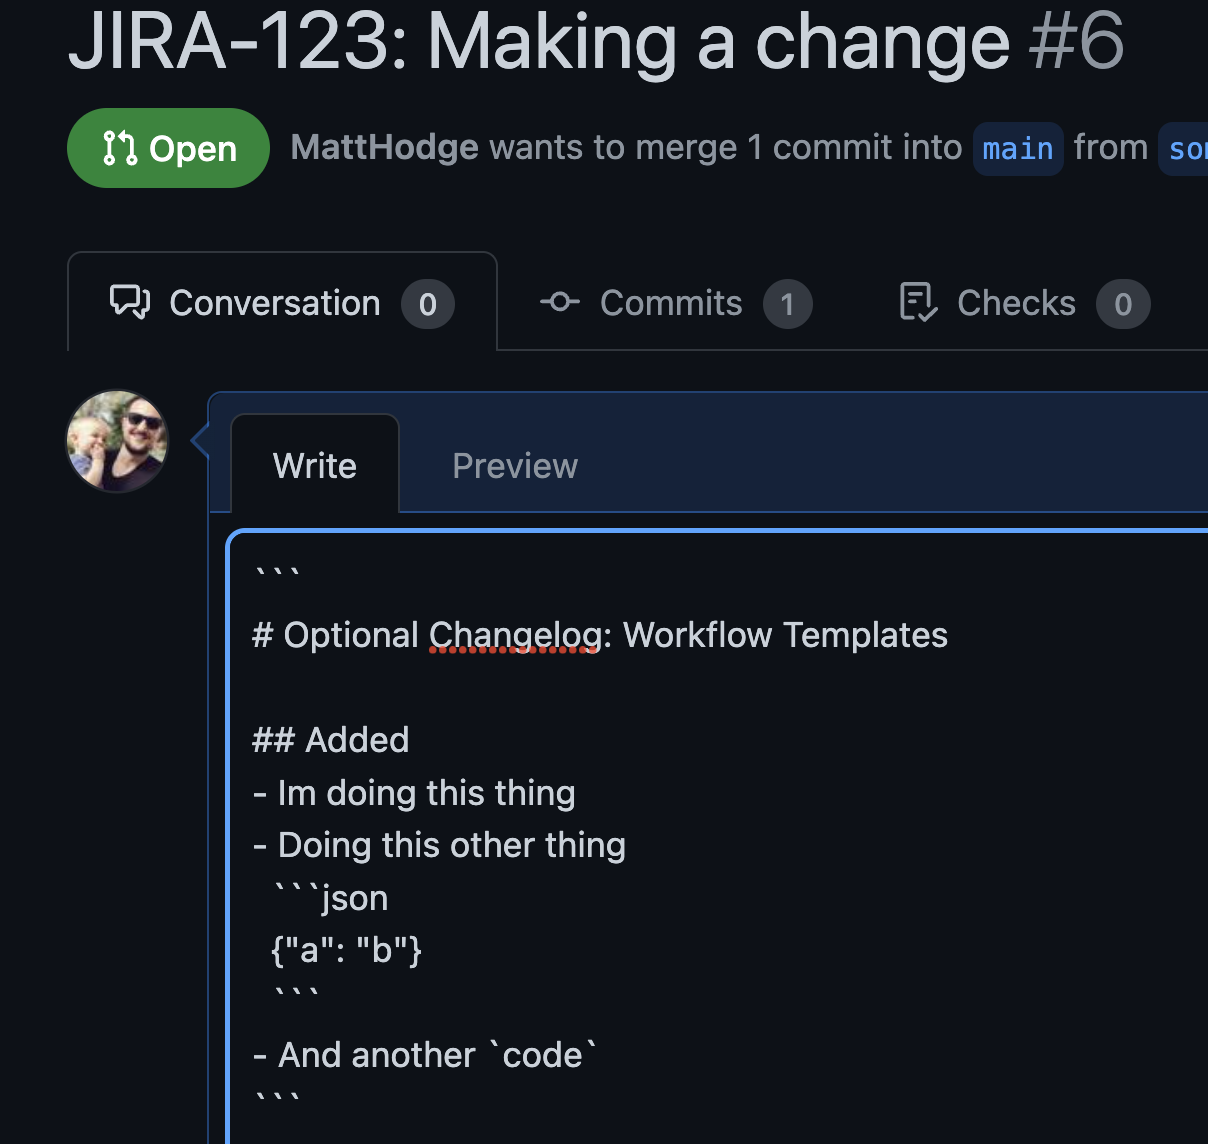 JIRA-123: Making a change #6
Open MattHodge wants to merge 1 commit into main from
Conversation 0 Commits 1 Checks 0
Write Preview
```
# Optional Changelog: Workflow Templates
## Added
- Im doing this thing
- Doing this other thing
```json
{"a": "b"}
```
- And another `code`
```